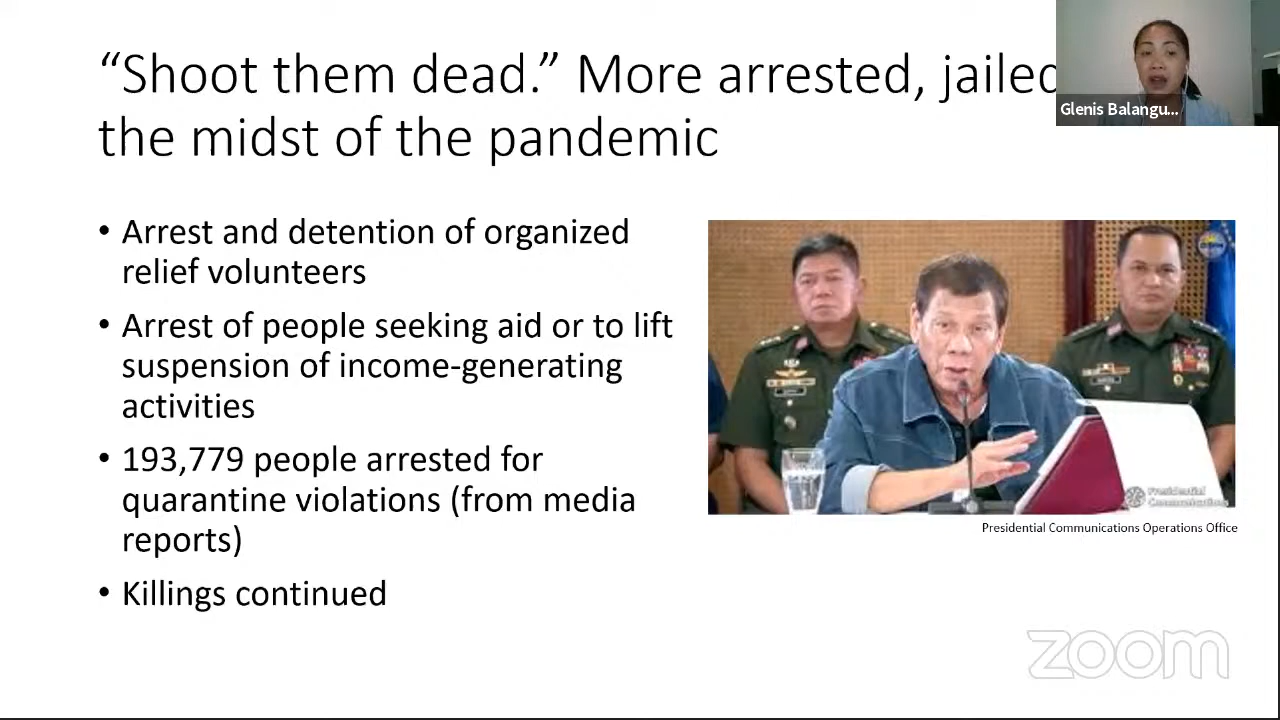 “Shoot them dead.” More arrested, jailed
the midst of the pandemic
Glenis Balangu...
• Arrest and detention of organized
relief volunteers
• Arrest of people seeking aid or to lift
suspension of income-generating
activities
• 193,779 people arrested for
quarantine violations (from media
reports)
• Killings continued
Presidential
Communications
Presidential Communications Operations Office
zoom